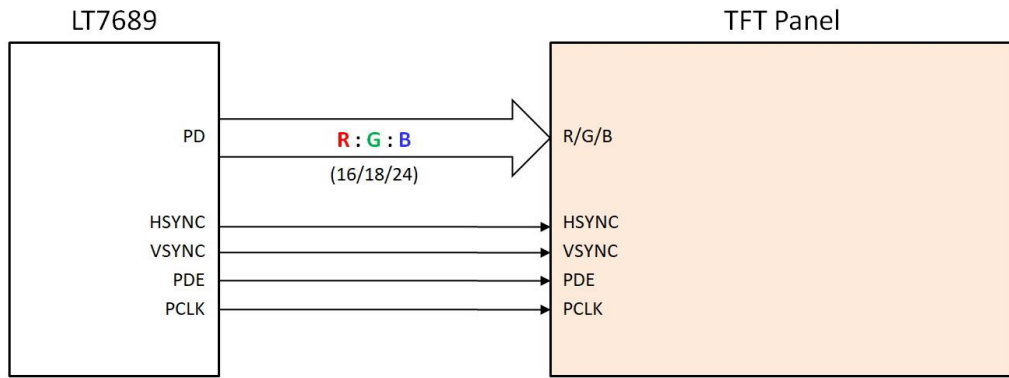 LT7689
TFT Panel
PD
R : G : B
R/G/B
(16/18/24)
HSYNC
HSYNC
VSYNC
VSYNC
PDE
PDE
PCLK
PCLK